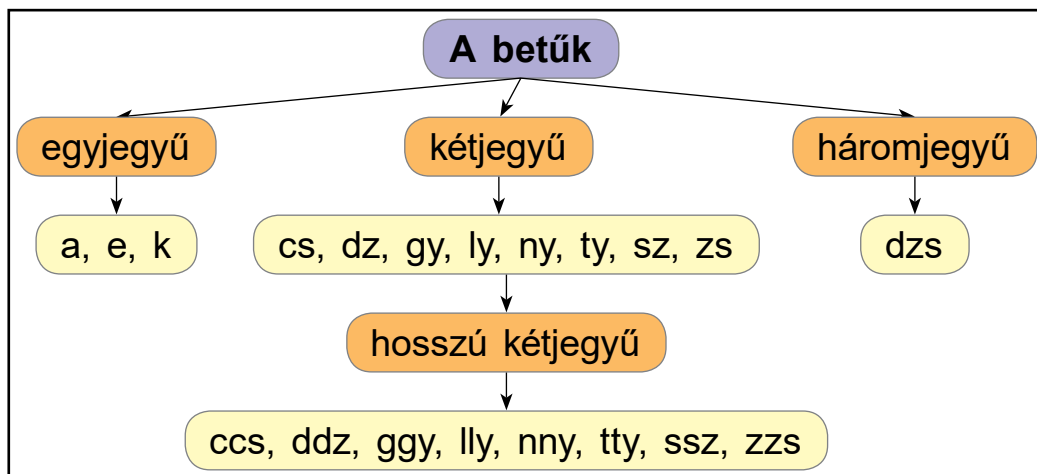 A betűk
egyjegyű
kétjegyű
háromjegyű
a, e, k
cs, dz, gy, ly, ny, ty, sz, zs
dzs
hosszú kétjegyű
ccs, ddz, ggy, lly, nny, tty, ssz, zzs